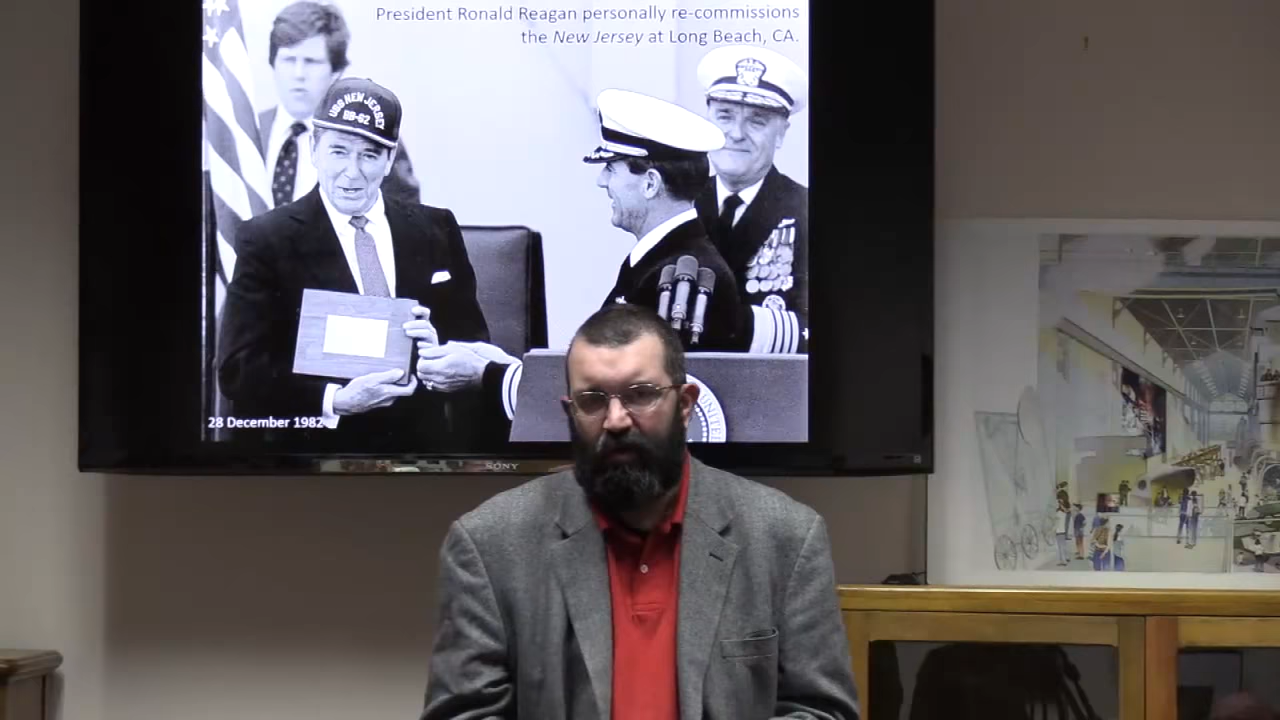 President Ronald Reagan personally re-commissions
the New Jersey at Long Beach, CA.
USS NEW JERSEY
BB-62
28 December 1982
UNITED
SONY